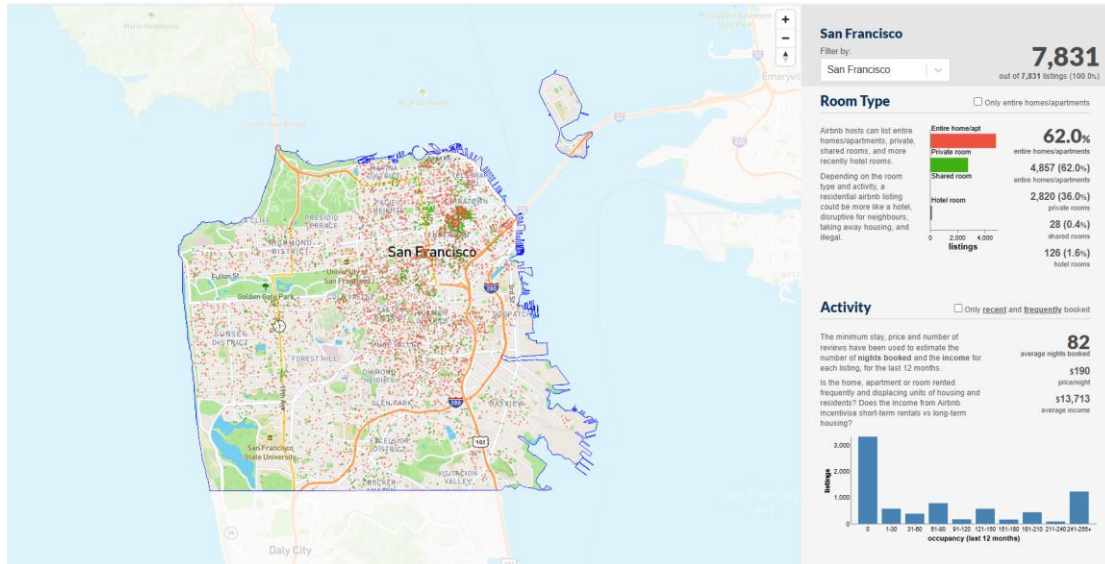 Emeryville
San Francisco
Filter by:
San Francisco
7,831
out of 7,831 listings (100.0%)
Room Type
Only entire homes/apartments
Airbnb hosts can list entire
homes/apartments, private,
shared rooms, and more
recently hotel rooms.
Depending on the room
type and activity, a
residential airbnb listing
could be more like a hotel,
disruptive for neighbours,
taking away housing, and
illegal.
Entire home/apt
Private room
Shared room
Hotel room
0 2,000 4,000
listings
62.0%
entire homes/apartments
4,857 (62.0%)
entire homes/apartments
2,820 (36.0%)
private rooms
28 (0.4%)
shared rooms
126 (1.6%)
hotel rooms
Activity
Only recent and frequently booked
The minimum stay, price and number of
reviews have been used to estimate the
number of nights booked and the income for
each listing, for the last 12 months.
Is the home, apartment or room rented
frequently and displacing units of housing and
residents? Does the income from Airbnb
incentivise short-term rentals vs long-term
housing?
82
average nights booked
$190
price/night
$13,713
average income
3,000
2,000
1,000
0
listings
0 1-30 31-60 61-90 91-120 121-150 151-180 181-210 211-240 241-255+
occupancy (last 12 months)
PRESIDIO
TERRACE
RICHMOND
DISTRICT
San Francisco
University of
San Francisco
Fulton St
Golden Gate Park
280
1
SUNSET
DISTRICT
FOREST HILL
DIAMOND
HEIGHTS
GLEN PARK
280
BAYVIEW
19th Ave
San Francisco
State University
EXCELSIOR
DISTRICT
101
VISITACION
VALLEY
CROCKER
AMAZON
35
Daly City